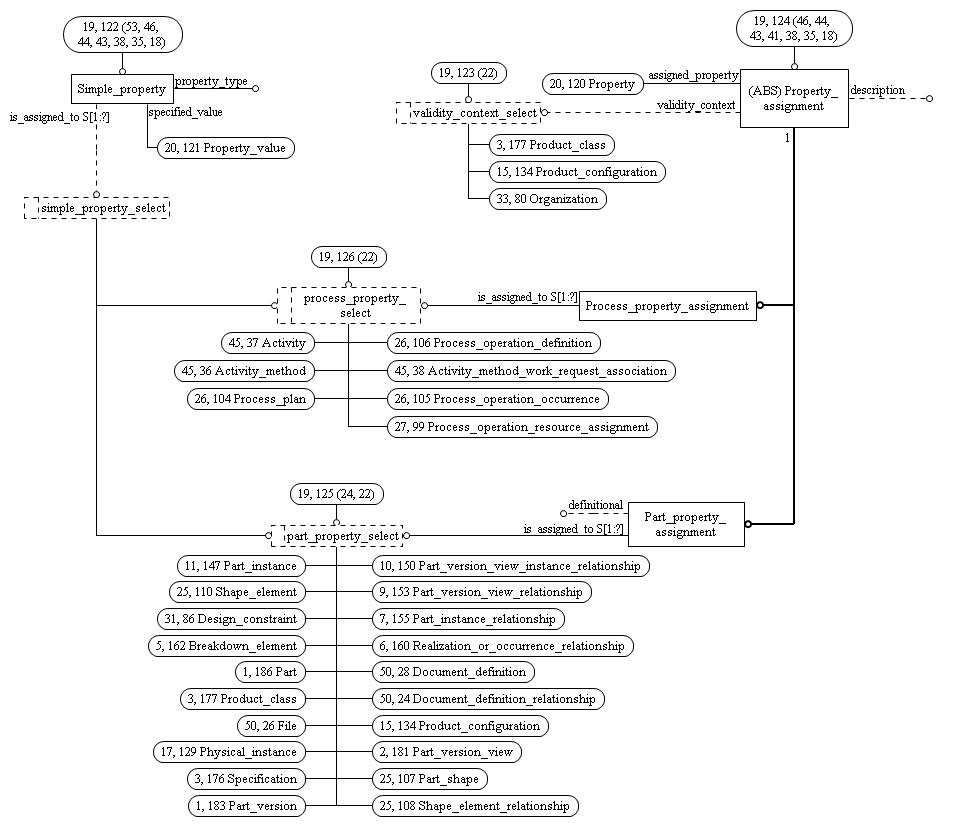 19, 122 (53, 46,
44, 43, 38, 35, 18)
Simple_property
property_type
is_assigned_to S[1:?]
specified_value
20, 121 Property_value
simple_property_select
19, 123 (22)
validity_context_select
3, 177 Product_class
15, 134 Product_configuration
33, 80 Organization
19, 124 (46, 44,
43, 41, 38, 35, 18)
20, 120 Property
assigned_property
validity_context
(ABS) Property_
assignment
description
1
19, 126 (22)
process_property_
select
is_assigned_to S[1:?]
Process_property_assignment
45, 37 Activity
26, 106 Process_operation_definition
45, 36 Activity_method
45, 38 Activity_method_work_request_association
26, 104 Process_plan
26, 105 Process_operation_occurrence
27, 99 Process_operation_resource_assignment
19, 125 (24, 22)
part_property_select
definitional
is_assigned_to S[1:?]
Part_property_
assignment
11, 147 Part_instance
10, 150 Part_version_view_instance_relationship
25, 110 Shape_element
9, 153 Part_version_view_relationship
31, 86 Design_constraint
7, 155 Part_instance_relationship
5, 162 Breakdown_element
6, 160 Realization_or_occurrence_relationship
1, 186 Part
50, 28 Document_definition
3, 177 Product_class
50, 24 Document_definition_relationship
50, 26 File
15, 134 Product_configuration
17, 129 Physical_instance
2, 181 Part_version_view
3, 176 Specification
25, 107 Part_shape
1, 183 Part_version
25, 108 Shape_element_relationship